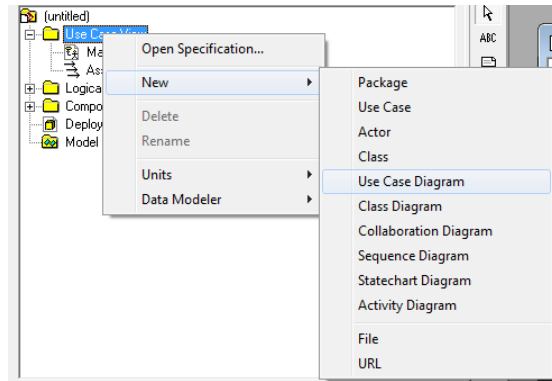 (untitled)
Use Case View
Ma
Ass
Logica
Compo
Deploy
Model
ABC
Open Specification...
New
Delete
Rename
Units
Data Modeler
Package
Use Case
Actor
Class
Use Case Diagram
Class Diagram
Collaboration Diagram
Sequence Diagram
Statechart Diagram
Activity Diagram
File
URL